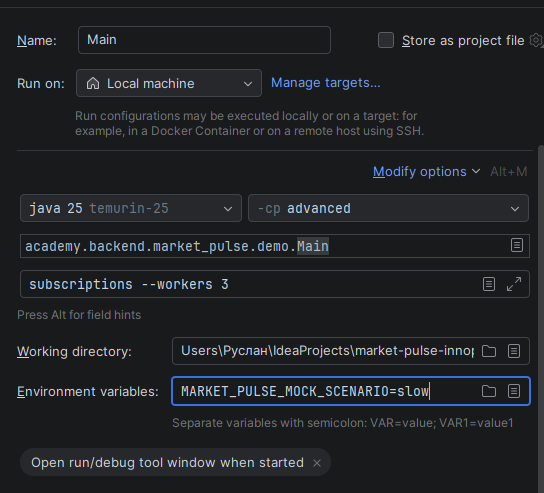 Name: Main Store as project file
Run on: Local machine Manage targets...
Run configurations may be executed locally or on a target: for
example, in a Docker Container or on a remote host using SSH.
Modify options Alt+M
java 25 temurin-25 -cp advanced
academy.backend.market_pulse.demo.Main
subscriptions --workers 3
Press Alt for field hints
Working directory: Users\Руслан\IdeaProjects\market-pulse-innop
Environment variables: MARKET_PULSE_MOCK_SCENARIO=slow
Separate variables with semicolon: VAR=value; VAR1=value1
Open run/debug tool window when started